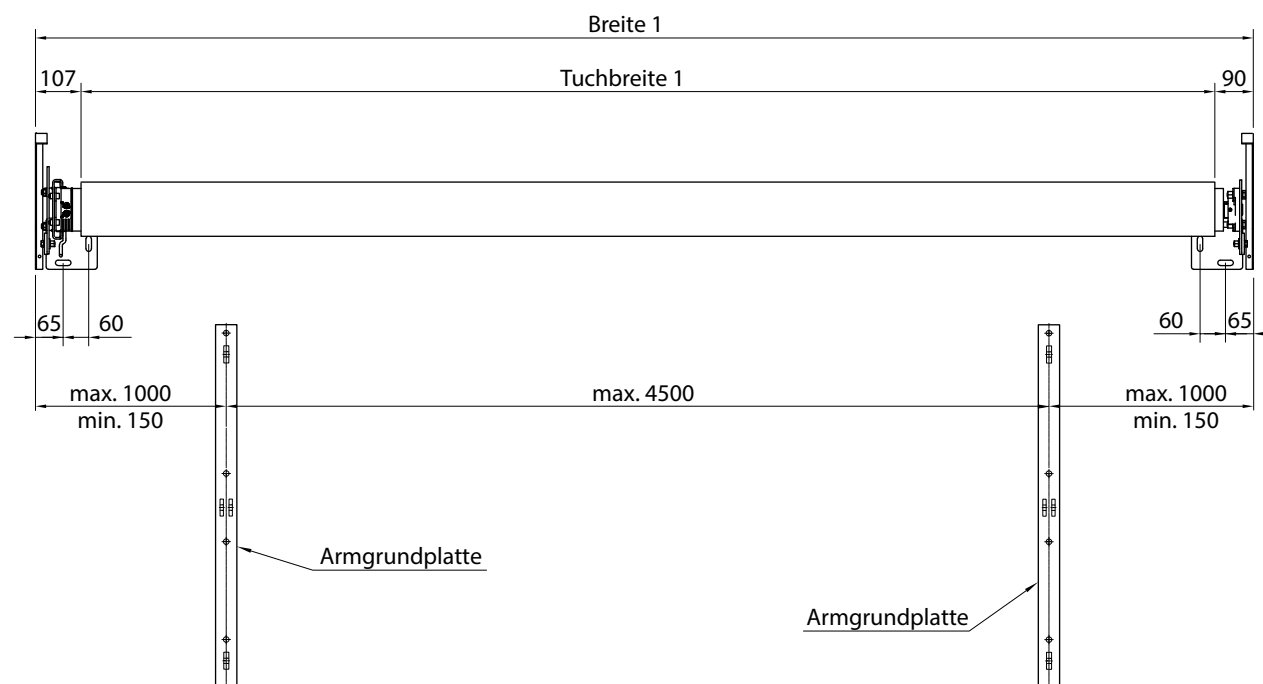 Breite 1
107
Tuchbreite 1
90
65
60
60
65
max. 1000
min. 150
max. 4500
max. 1000
min. 150
Armgrundplatte
Armgrundplatte